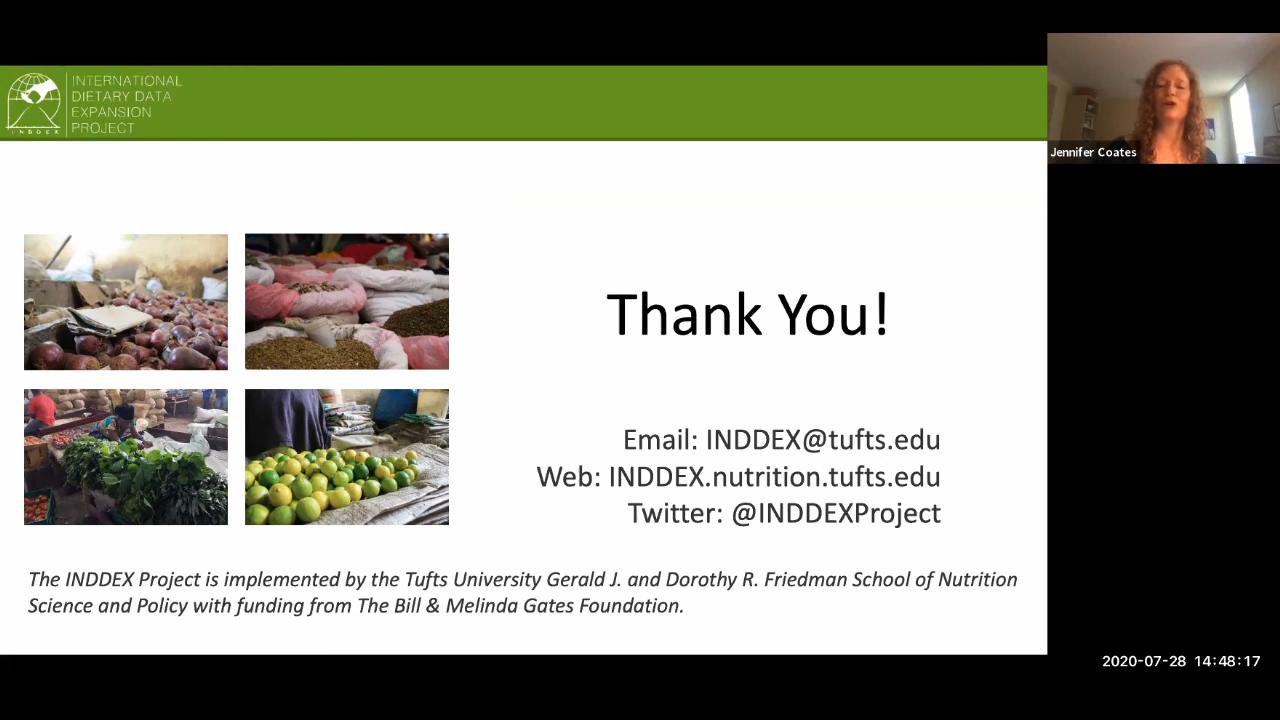 INTERNATIONAL
DIETARY DATA
EXPANSION
PROJECT
INDDEX
Jennifer Coates
Thank You!
Email: INDDEX@tufts.edu
Web: INDDEX.nutrition.tufts.edu
Twitter: @INDDEXProject
The INDDEX Project is implemented by the Tufts University Gerald J. and Dorothy R. Friedman School of Nutrition
Science and Policy with funding from The Bill & Melinda Gates Foundation.
2020-07-28 14:48:17